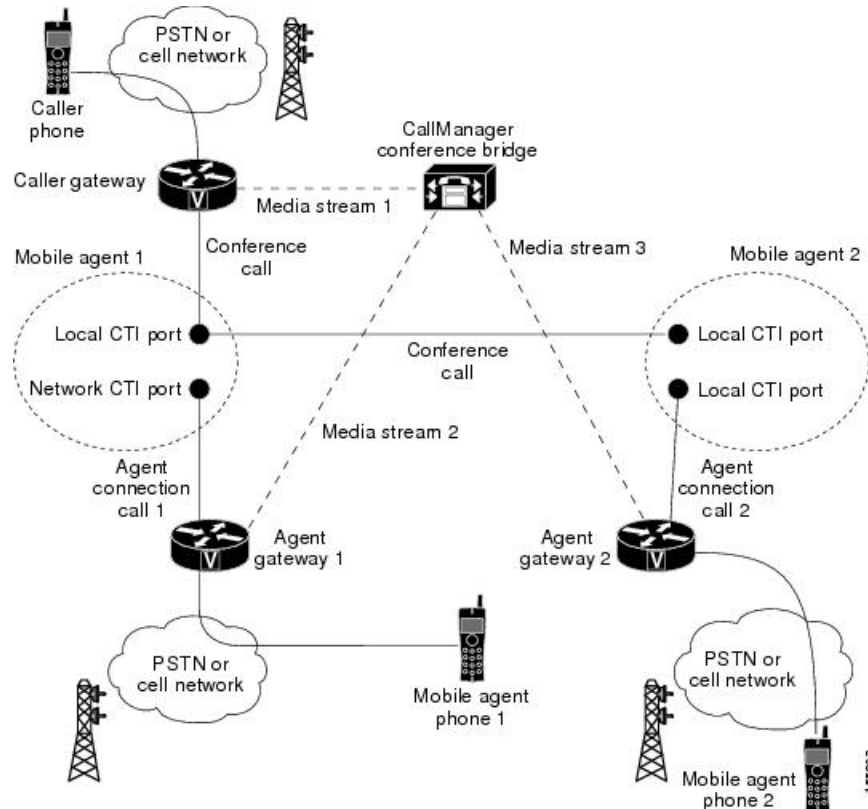 PSTN or
cell network
Caller
phone
CallManager
conference bridge
Caller gateway
V
Media stream 1
Conference
call
Media stream 3
Mobile agent 1
Mobile agent 2
Local CTI port
Local CTI port
Conference
call
Network CTI port
Local CTI port
Media stream 2
Agent
connection
call 1
Agent
connection
call 2
V
Agent
gateway 1
Agent
gateway 2
V
PSTN or
cell network
Mobile agent
phone 1
PSTN or
cell network
Mobile agent
phone 2